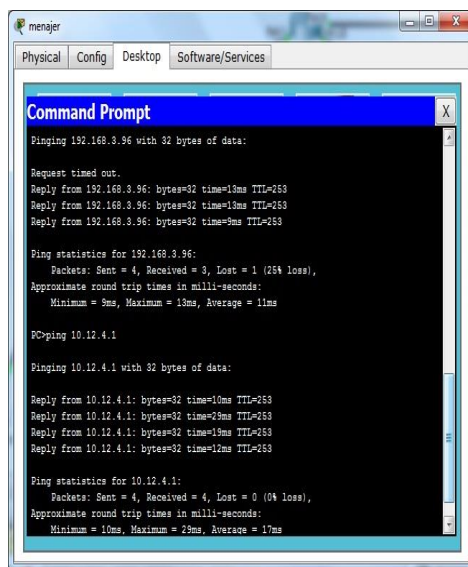 menajer
Physical Config Desktop Software/Services
Command Prompt X
Pinging 192.168.3.96 with 32 bytes of data:
Request timed out.
Reply from 192.168.3.96: bytes=32 time=13ms TTL=253
Reply from 192.168.3.96: bytes=32 time=13ms TTL=253
Reply from 192.168.3.96: bytes=32 time=9ms TTL=253
Ping statistics for 192.168.3.96:
Packets: Sent = 4, Received = 3, Lost = 1 (25% loss),
Approximate round trip times in milli-seconds:
Minimum = 9ms, Maximum = 13ms, Average = 11ms
PC>ping 10.12.4.1
Pinging 10.12.4.1 with 32 bytes of data:
Reply from 10.12.4.1: bytes=32 time=10ms TTL=253
Reply from 10.12.4.1: bytes=32 time=29ms TTL=253
Reply from 10.12.4.1: bytes=32 time=19ms TTL=253
Reply from 10.12.4.1: bytes=32 time=12ms TTL=253
Ping statistics for 10.12.4.1:
Packets: Sent = 4, Received = 4, Lost = 0 (0% loss),
Approximate round trip times in milli-seconds:
Minimum = 10ms, Maximum = 29ms, Average = 17ms